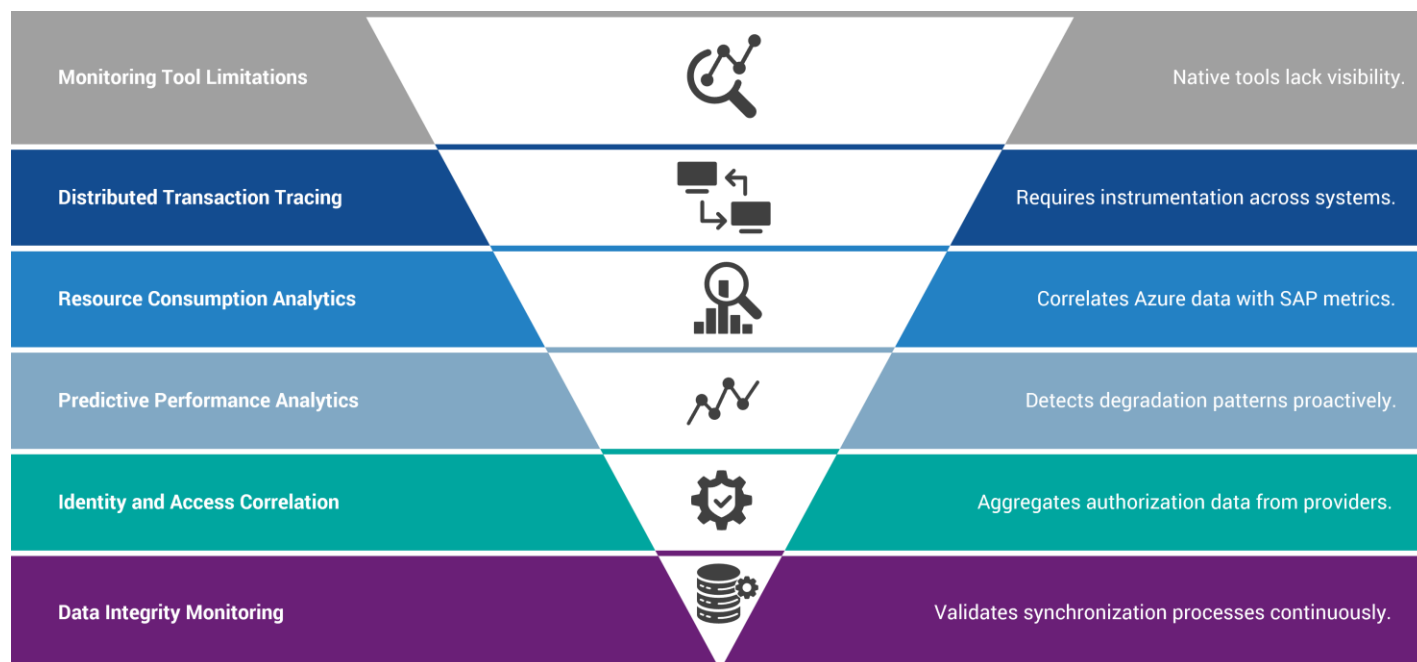 Monitoring Tool Limitations
Native tools lack visibility.
Distributed Transaction Tracing
Requires instrumentation across systems.
Resource Consumption Analytics
Correlates Azure data with SAP metrics.
Predictive Performance Analytics
Detects degradation patterns proactively.
Identity and Access Correlation
Aggregates authorization data from providers.
Data Integrity Monitoring
Validates synchronization processes continuously.